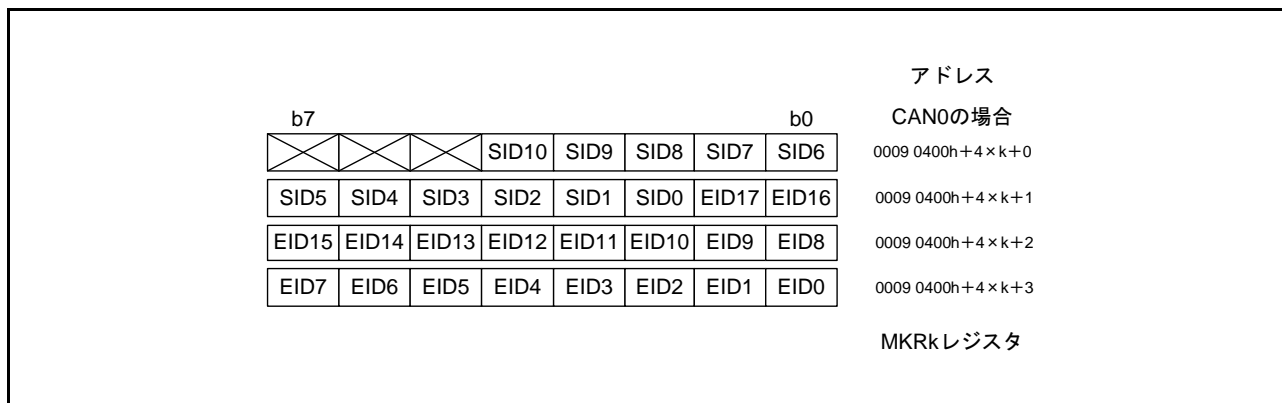 アドレス
b7 b0 CAN0の場合
SID10 SID9 SID8 SID7 SID6 0009 0400h+4×k+0
SID5 SID4 SID3 SID2 SID1 SID0 EID17 EID16 0009 0400h+4×k+1
EID15 EID14 EID13 EID12 EID11 EID10 EID9 EID8 0009 0400h+4×k+2
EID7 EID6 EID5 EID4 EID3 EID2 EID1 EID0 0009 0400h+4×k+3
MKRkレジスタ